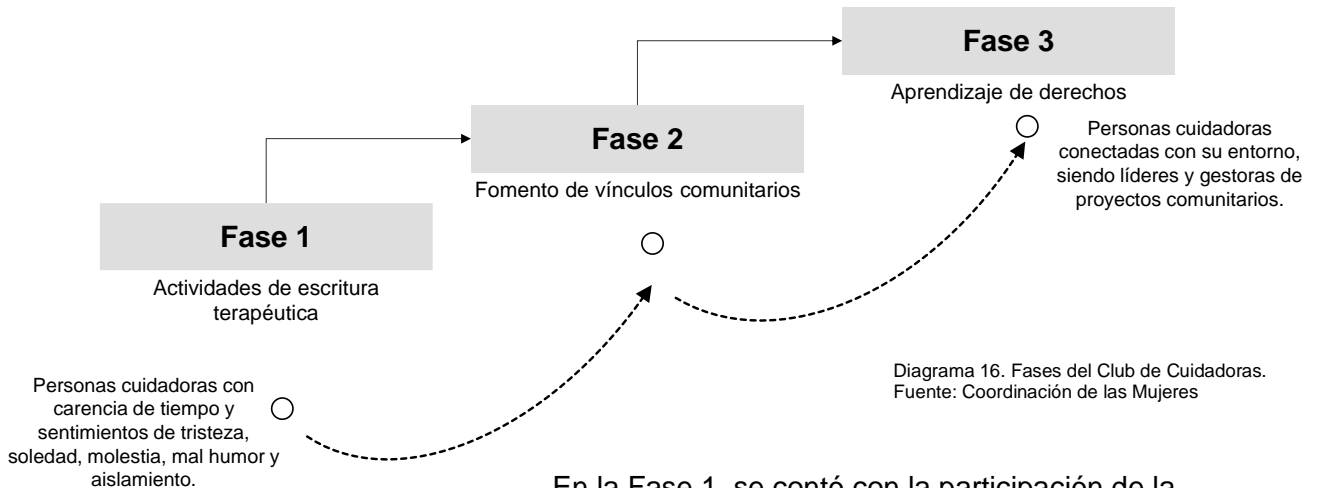 Fase 3
Aprendizaje de derechos
Personas cuidadoras
conectadas con su entorno,
siendo líderes y gestoras de
proyectos comunitarios.
Fase 2
Fomento de vínculos comunitarios
Fase 1
Actividades de escritura
terapéutica
Personas cuidadoras con
carencia de tiempo y
sentimientos de tristeza,
soledad, molestia, mal humor y
aislamiento.
Diagrama 16. Fases del Club de Cuidadoras.
Fuente: Coordinación de las Mujeres
En la Fase 1, se contó con la participación de la